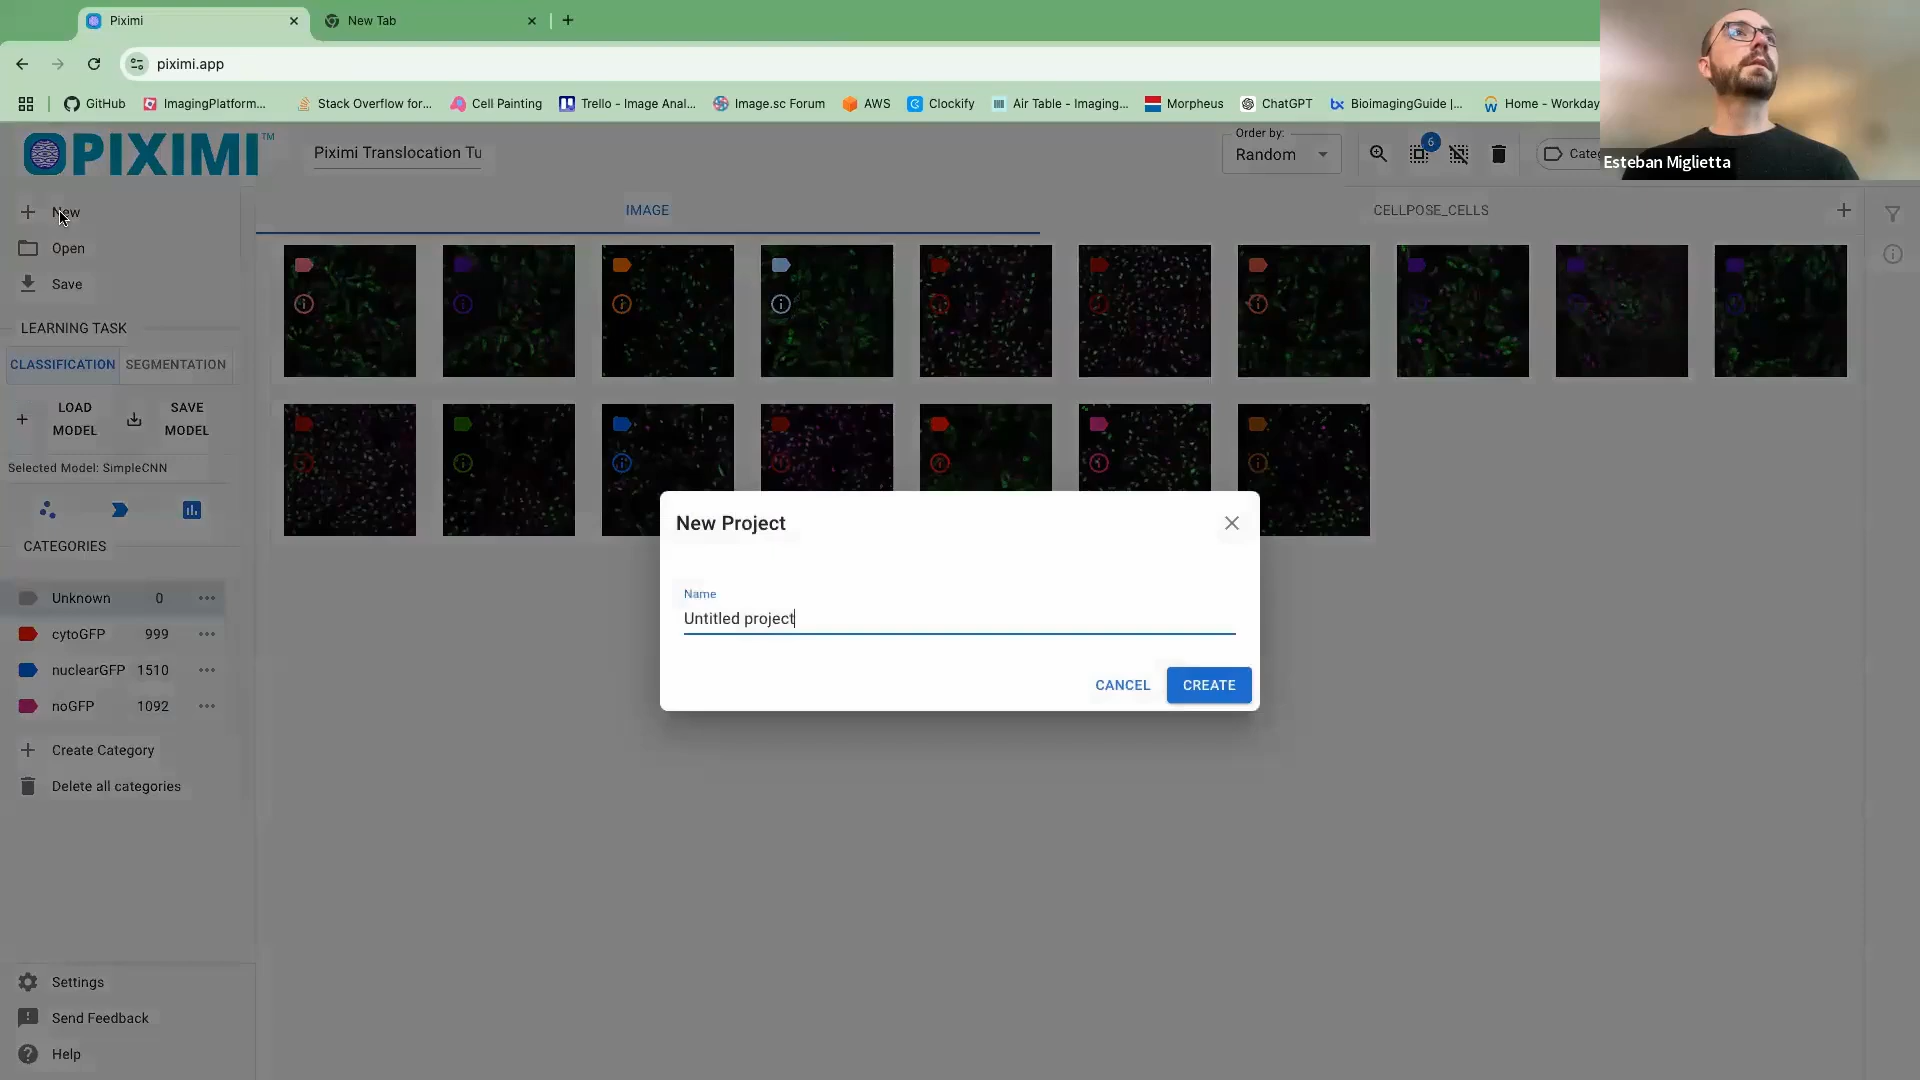 Piximi
New Tab
piximi.app
GitHub
ImagingPlatform...
Stack Overflow for...
Cell Painting
Trello - Image Anal...
Image.sc Forum
AWS
Clockify
Air Table - Imaging...
Morpheus
ChatGPT
BioimagingGuide |...
Home - Workday
Esteban Miglietta
PIXIMI™
Piximi Translocation Tu
Order by:
Random
6
Categ
New
Open
Save
IMAGE
CELLPOSE_CELLS
LEARNING TASK
CLASSIFICATION
SEGMENTATION
LOAD
MODEL
SAVE
MODEL
Selected Model: SimpleCNN
CATEGORIES
Unknown 0
cytoGFP 999
nuclearGFP 1510
noGFP 1092
Create Category
Delete all categories
New Project
Name
Untitled project
CANCEL
CREATE
Settings
Send Feedback
Help